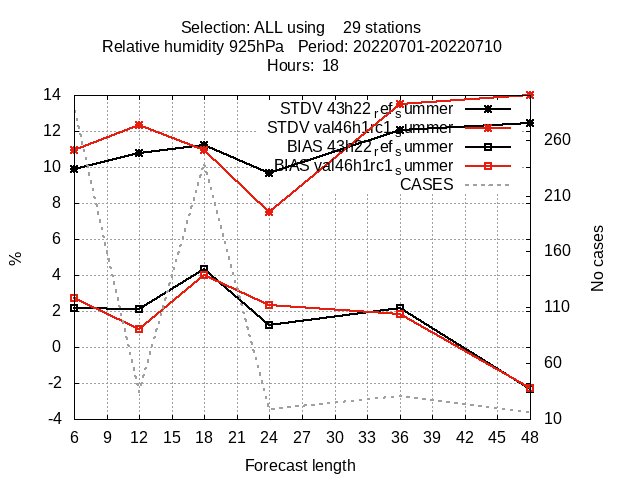 Selection: ALL using    29 stations
Relative humidity 925hPa   Period: 20220701-20220710
Hours: 18
STDV 43h22_ref_summer
STDV val46h1rc1_summer
BIAS 43h22_ref_summer
BIAS val46h1rc1_summer
CASES
14
12
10
8
6
4
2
0
-2
-4
%
260
210
160
110
60
10
No cases
6 9 12 15 18 21 24 27 30 33 36 39 42 45 48
Forecast length